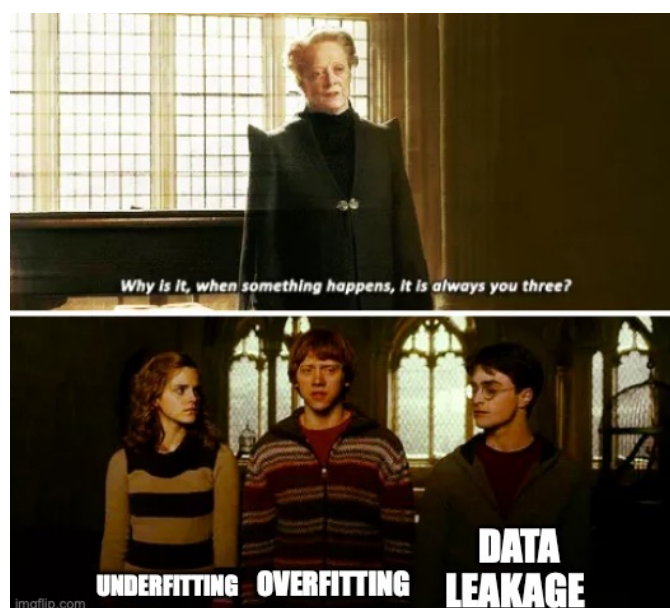 Why is it, when something happens, it is always you three?
UNDERFITTING OVERFITTING DATA
LEAKAGE
imgflip.com